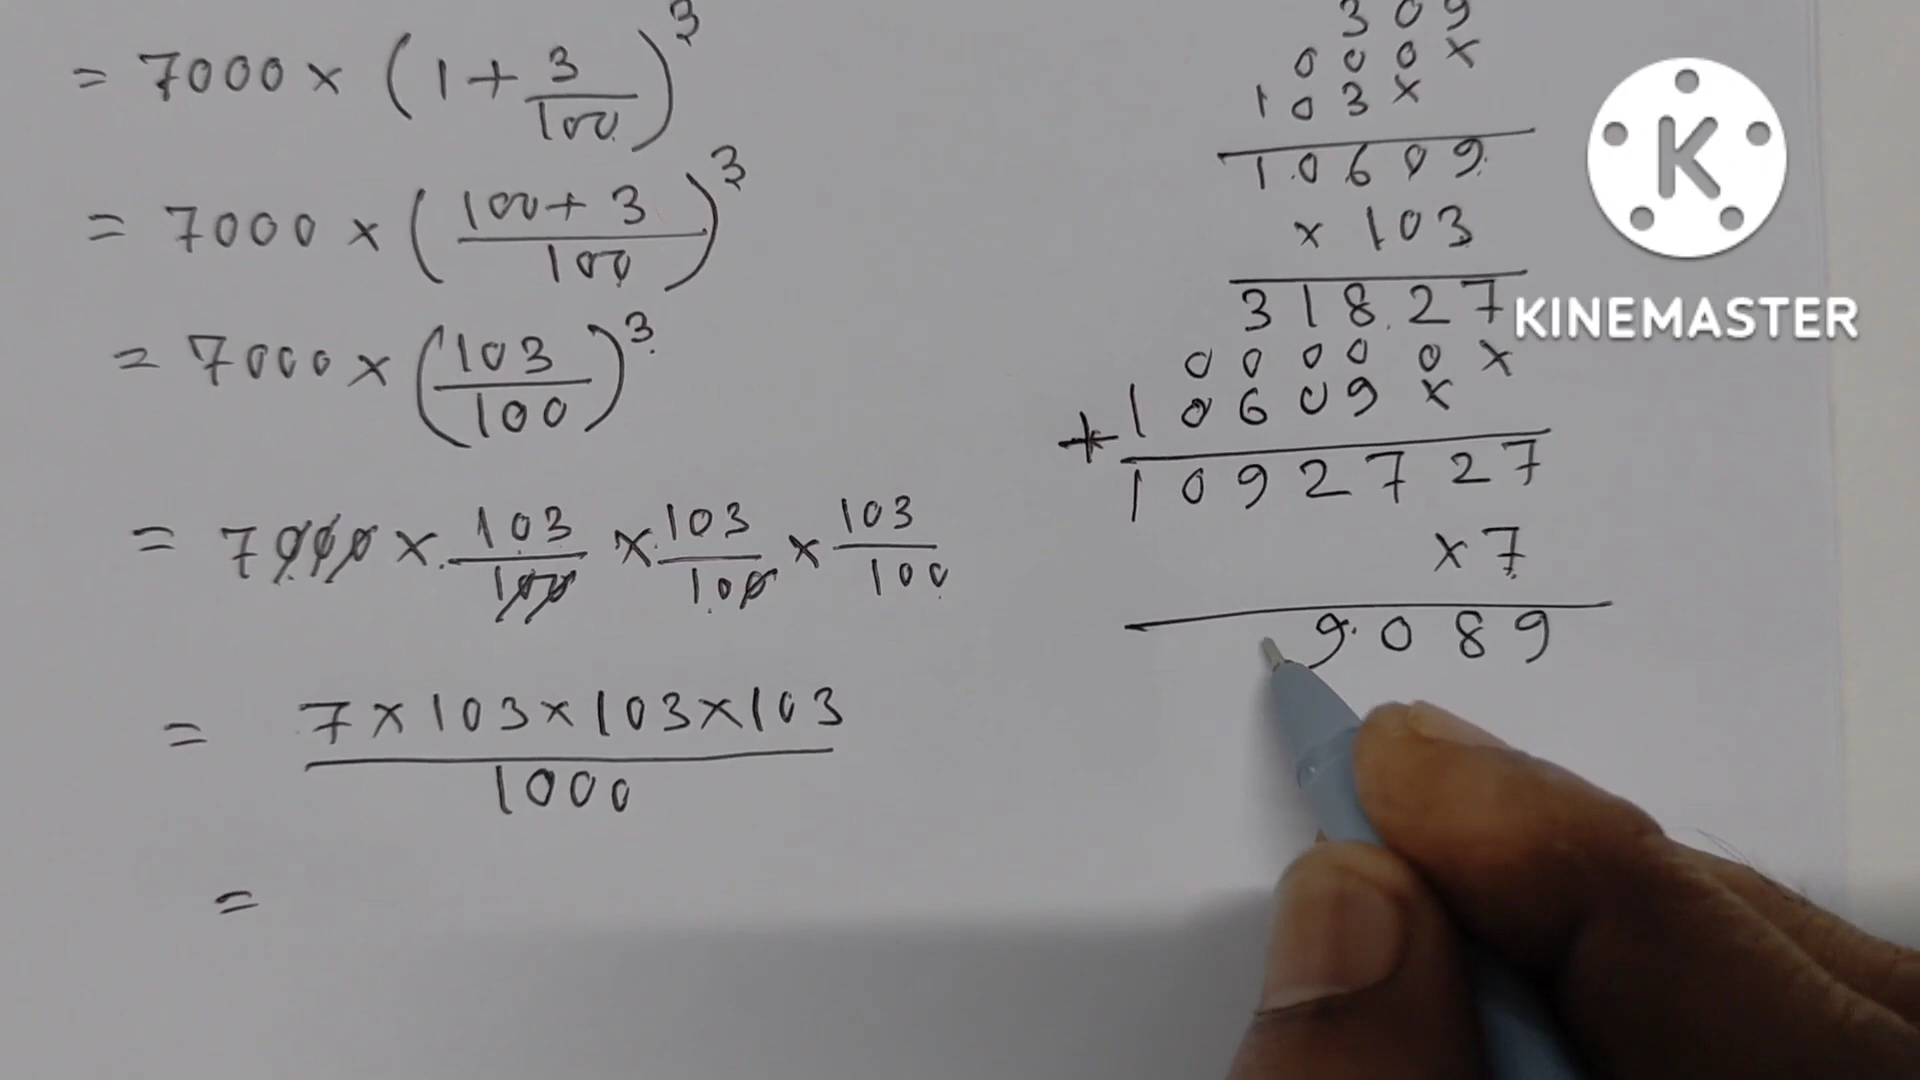 = 7000 × (1 + 3/100)^3
= 7000 × ((100 + 3)/100)^3
= 7000 × (103/100)^3
= 7000 × 103/100 × 103/100 × 103/100
= (7 × 103 × 103 × 103)/1000
=
309
000×
103×
10609
× 103
31827
00000×
+ 10609××
1092727
× 7
9089
K
KINEMASTER